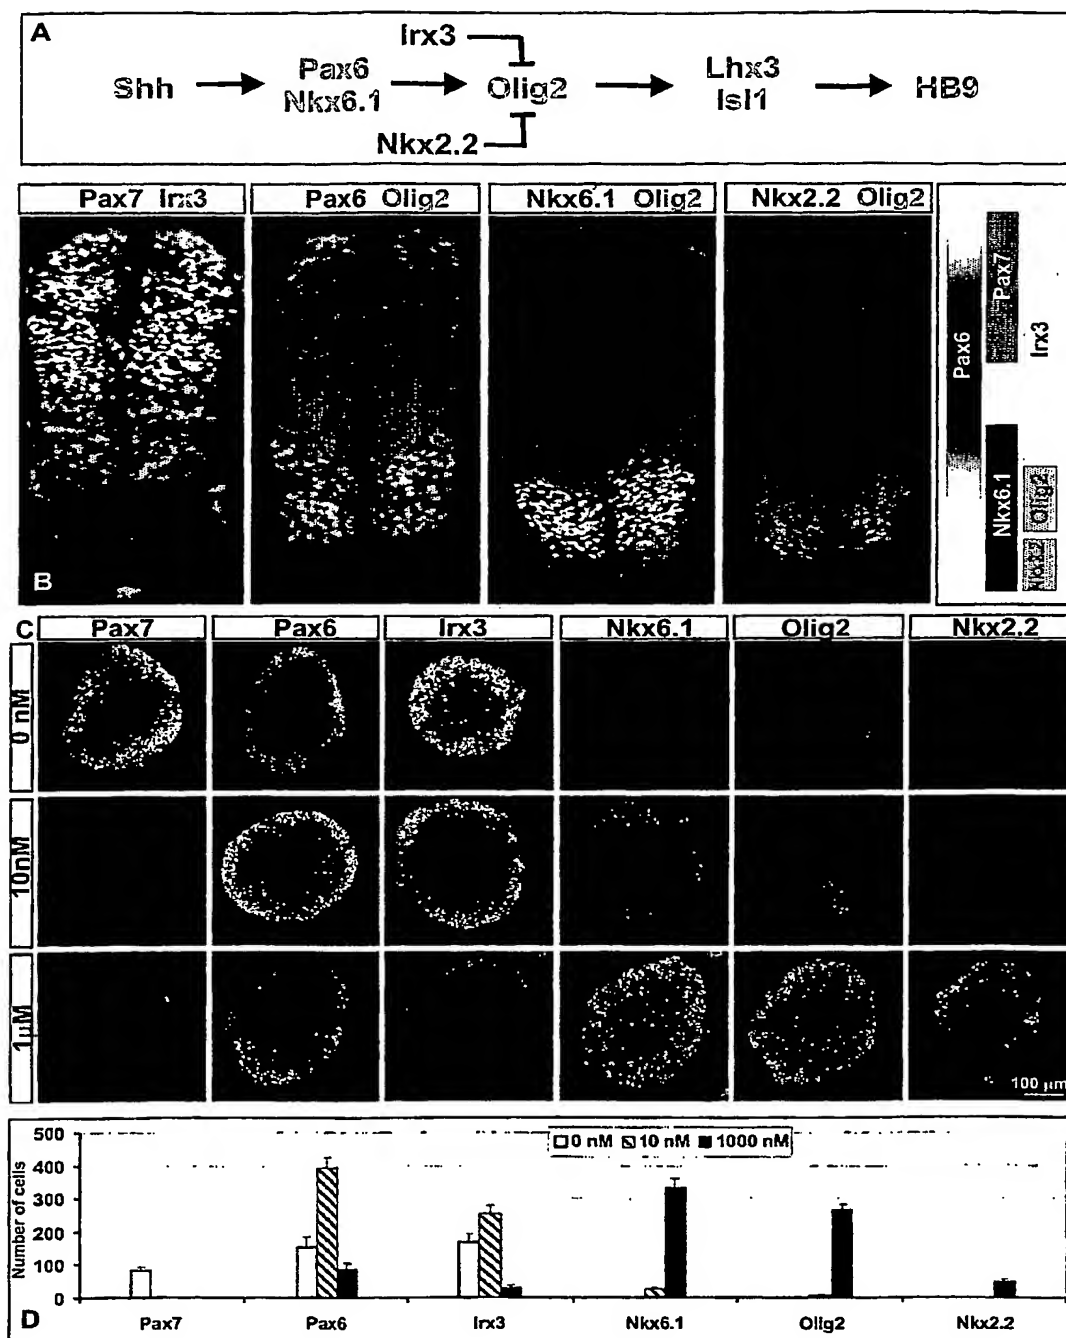 A
Irx3
Shh
Pax6
Nkx6.1
Olig2
Lhx3
Isl1
HB9
Nkx2.2
Pax7 Irx3
Pax6 Olig2
Nkx6.1 Olig2
Nkx2.2 Olig2
B
Pax6
Pax7
Irx3
Nkx6.1
Olig2
C
Pax7
Pax6
Irx3
Nkx6.1
Olig2
Nkx2.2
0 nM
10nM
1uM
100 µm
0 nM
10 nM
1000 nM
Number of cells
500
400
300
200
100
0
Pax7
Pax6
Irx3
Nkx6.1
Olig2
Nkx2.2
D